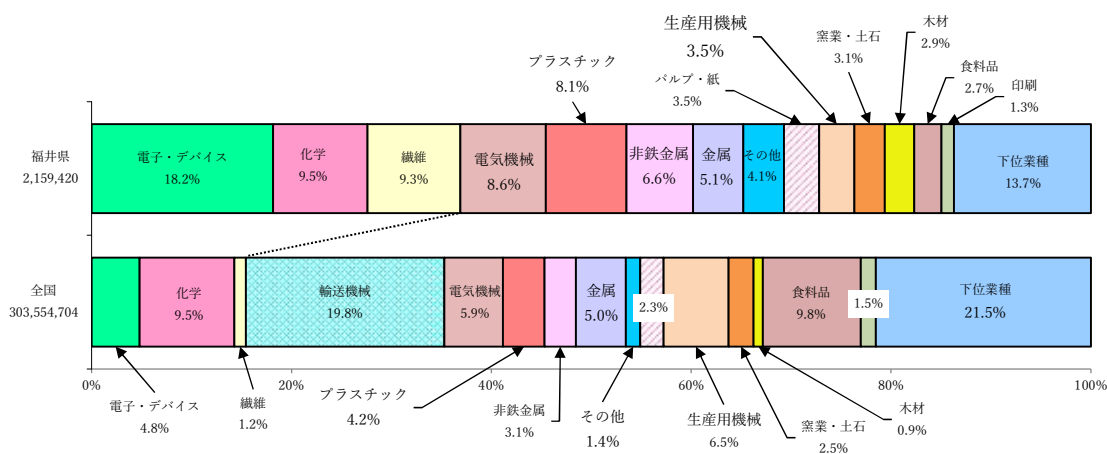 生産用機械
3.5%
木材
2.9%
窯業・土石
3.1%
プラスチック
8.1%
食料品
2.7%
パルプ・紙
3.5%
印刷
1.3%
福井県
2,159,420
電子・デバイス
18.2%
化学
9.5%
繊維
9.3%
電気機械
8.6%
非鉄金属
6.6%
金属
5.1%
その他
4.1%
下位業種
13.7%
全国
303,554,704
化学
9.5%
輸送機械
19.8%
電気機械
5.9%
金属
5.0%
2.3%
食料品
9.8%
1.5%
下位業種
21.5%
0%
20%
40%
60%
80%
100%
電子・デバイス
4.8%
繊維
1.2%
プラスチック
4.2%
非鉄金属
3.1%
その他
1.4%
生産用機械
6.5%
窯業・土石
2.5%
木材
0.9%